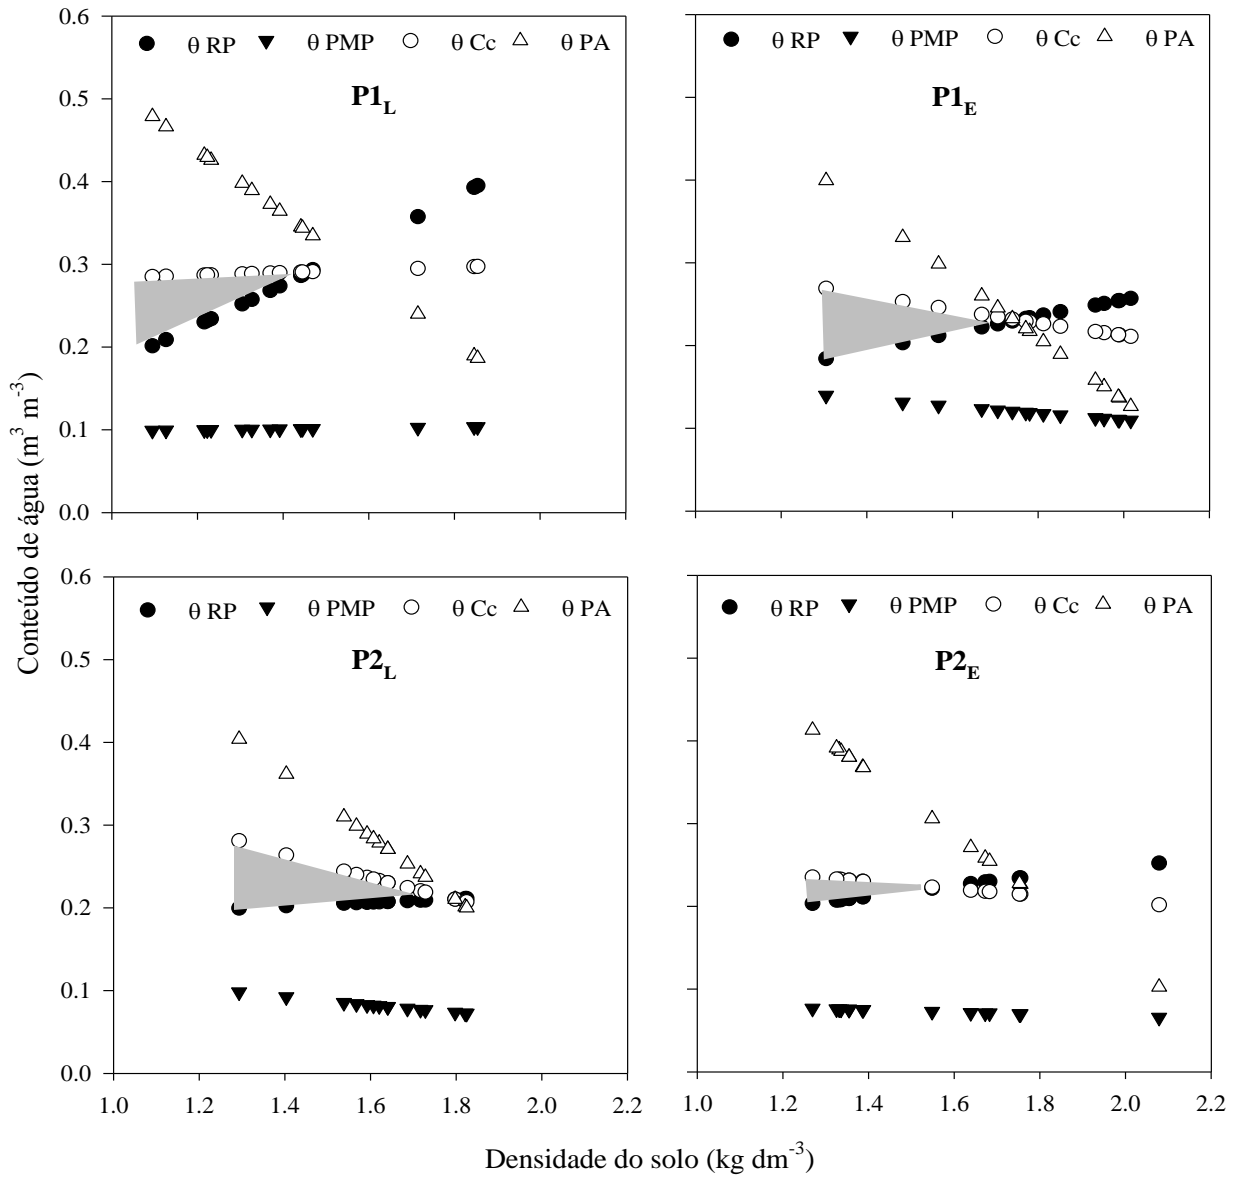 0.6
0.5
0.4
0.3
0.2
0.1
0.0
θ RP θ PMP θ Cc θ PA
P1L
θ RP θ PMP θ Cc θ PA
P1E
Conteúdo de água (m3 m-3)
0.6
0.5
0.4
0.3
0.2
0.1
0.0
θ RP θ PMP θ Cc θ PA
P2L
θ RP θ PMP θ Cc θ PA
P2E
1.0 1.2 1.4 1.6 1.8 2.0 2.2
1.0 1.2 1.4 1.6 1.8 2.0 2.2
Densidade do solo (kg dm-3)